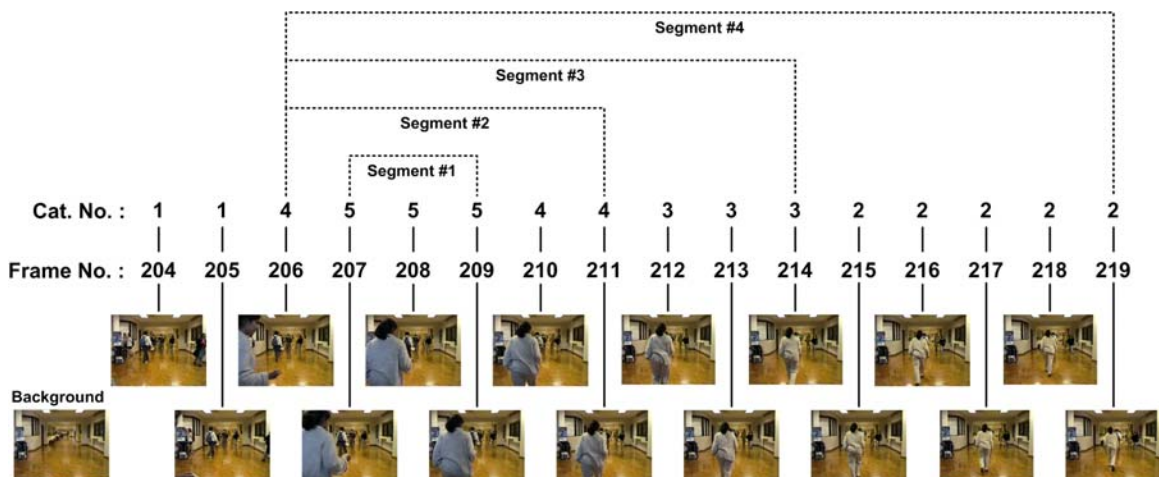 Segment #4
Segment #3
Segment #2
Segment #1
Cat. No. : 1 1 4 5 5 5 4 4 3 3 3 2 2 2 2 2
Frame No. : 204 205 206 207 208 209 210 211 212 213 214 215 216 217 218 219
Background